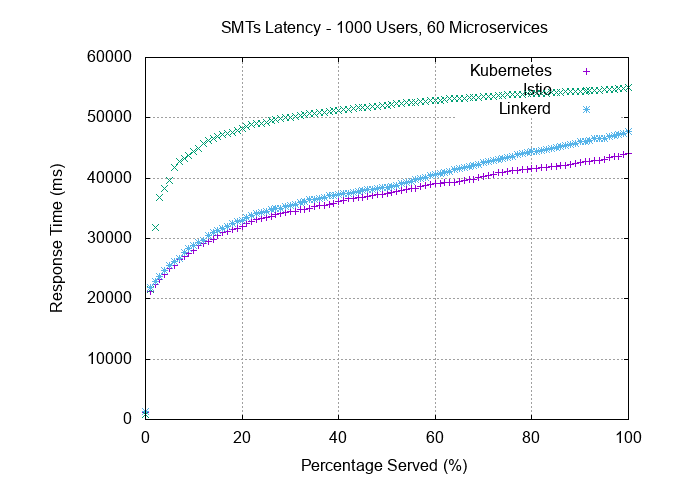 SMTs Latency - 1000 Users, 60 Microservices
60000
50000
40000
30000
20000
10000
0
Response Time (ms)
Kubernetes
Istio
Linkerd
0 20 40 60 80 100
Percentage Served (%)